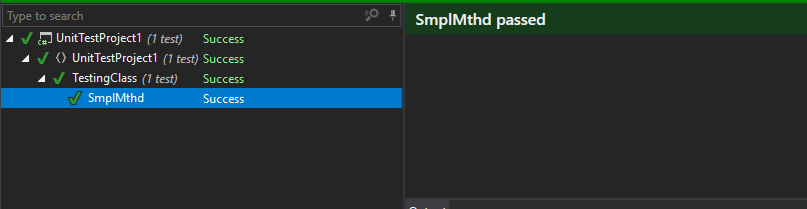 Type to search
SmplMthd passed
UnitTestProject1 (1 test) Success
UnitTestProject1 (1 test) Success
TestingClass (1 test) Success
SmplMthd Success